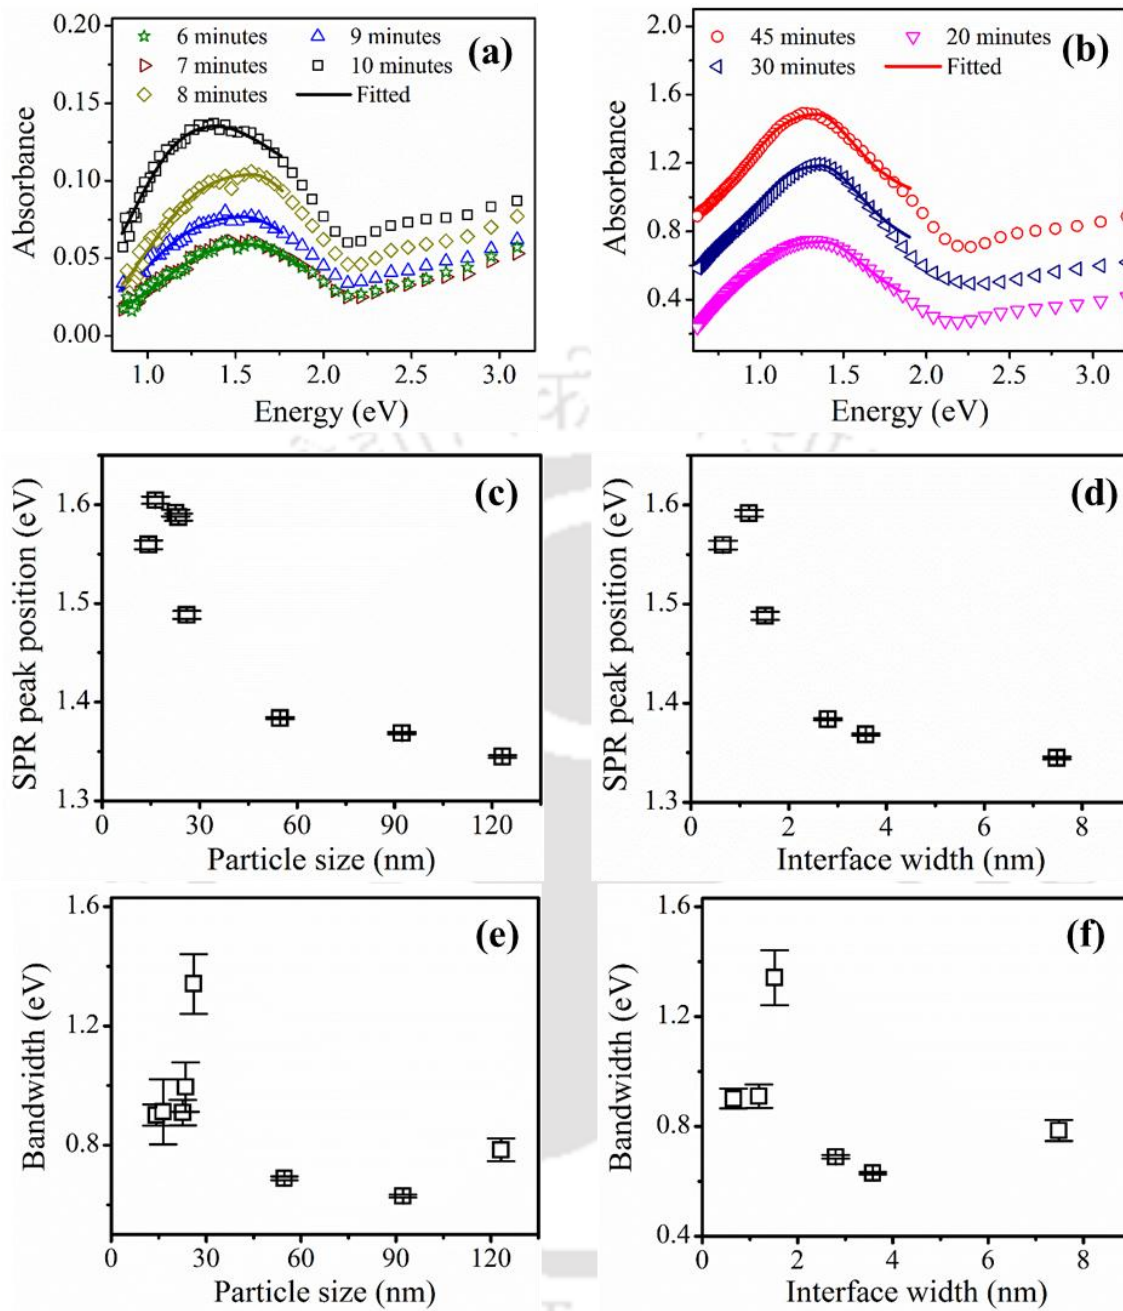 6 minutes 9 minutes (a)
7 minutes 10 minutes
8 minutes Fitted
0.20
0.15
0.10
0.05
0.00
Absorbance
1.0 1.5 2.0 2.5 3.0
Energy (eV)
45 minutes 20 minutes (b)
30 minutes Fitted
2.0
1.6
1.2
0.8
0.4
Absorbance
1.0 1.5 2.0 2.5 3.0
Energy (eV)
(c)
1.6
1.5
1.4
1.3
SPR peak position (eV)
0 30 60 90 120
Particle size (nm)
(d)
1.6
1.5
1.4
1.3
SPR peak position (eV)
0 2 4 6 8
Interface width (nm)
(e)
1.6
1.2
0.8
Bandwidth (eV)
0 30 60 90 120
Particle size (nm)
(f)
1.6
1.4
1.2
1.0
0.8
0.6
0.4
Bandwidth (eV)
0 2 4 6 8
Interface width (nm)